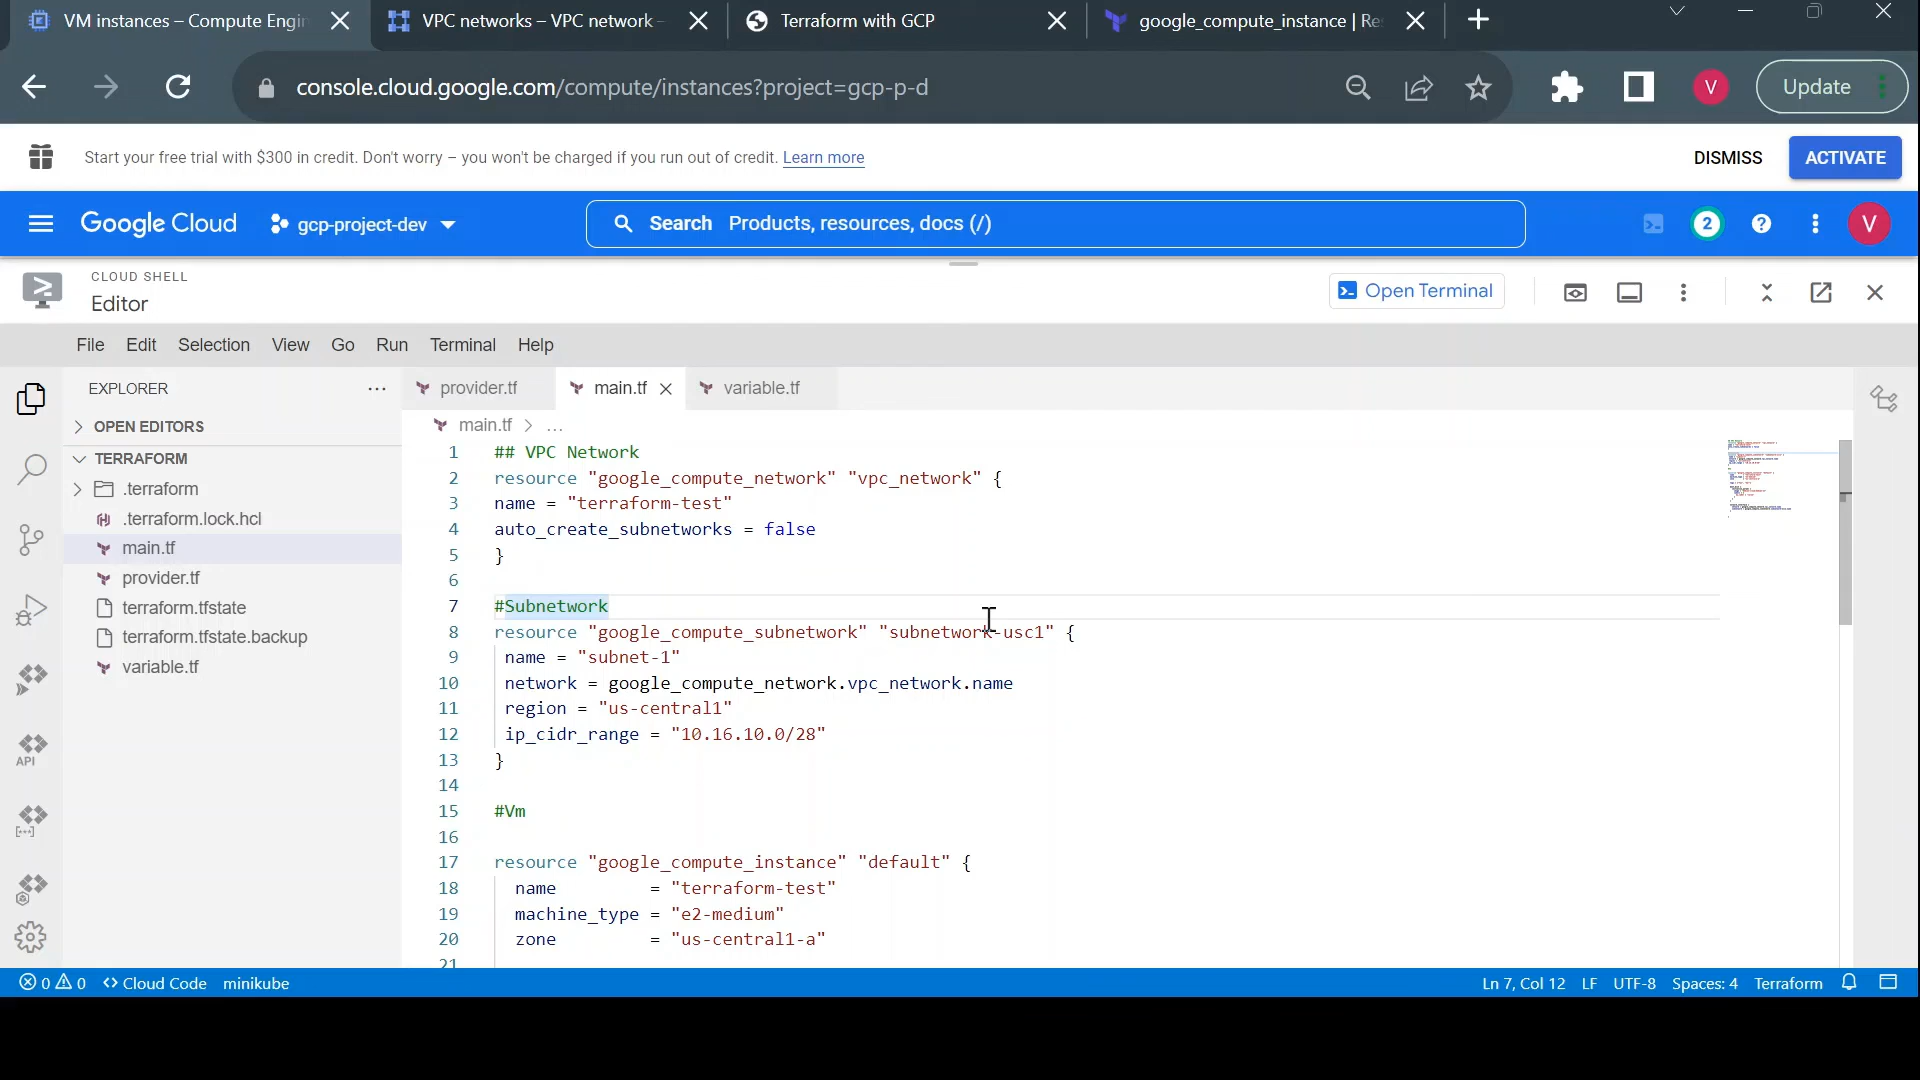 VM instances – Compute Engin
VPC networks – VPC network -
Terraform with GCP
google_compute_instance | Re
console.cloud.google.com/compute/instances?project=gcp-p-d
V
Update
Start your free trial with $300 in credit. Don't worry – you won't be charged if you run out of credit. Learn more
DISMISS
ACTIVATE
Google Cloud
gcp-project-dev
Search Products, resources, docs (/)
2
V
CLOUD SHELL
Editor
Open Terminal
File Edit Selection View Go Run Terminal Help
EXPLORER
provider.tf
main.tf
variable.tf
OPEN EDITORS
TERRAFORM
.terraform
.terraform.lock.hcl
main.tf
provider.tf
terraform.tfstate
terraform.tfstate.backup
variable.tf
API
main.tf > ...
1 ## VPC Network
2 resource "google_compute_network" "vpc_network" {
3 name = "terraform-test"
4 auto_create_subnetworks = false
5 }
6
7 #Subnetwork
8 resource "google_compute_subnetwork" "subnetwork-usc1" {
9 name = "subnet-1"
10 network = google_compute_network.vpc_network.name
11 region = "us-central1"
12 ip_cidr_range = "10.16.10.0/28"
13 }
14
15 #Vm
16
17 resource "google_compute_instance" "default" {
18 name = "terraform-test"
19 machine_type = "e2-medium"
20 zone = "us-central1-a"
21
0 0 Cloud Code minikube
Ln 7, Col 12 LF UTF-8 Spaces: 4 Terraform